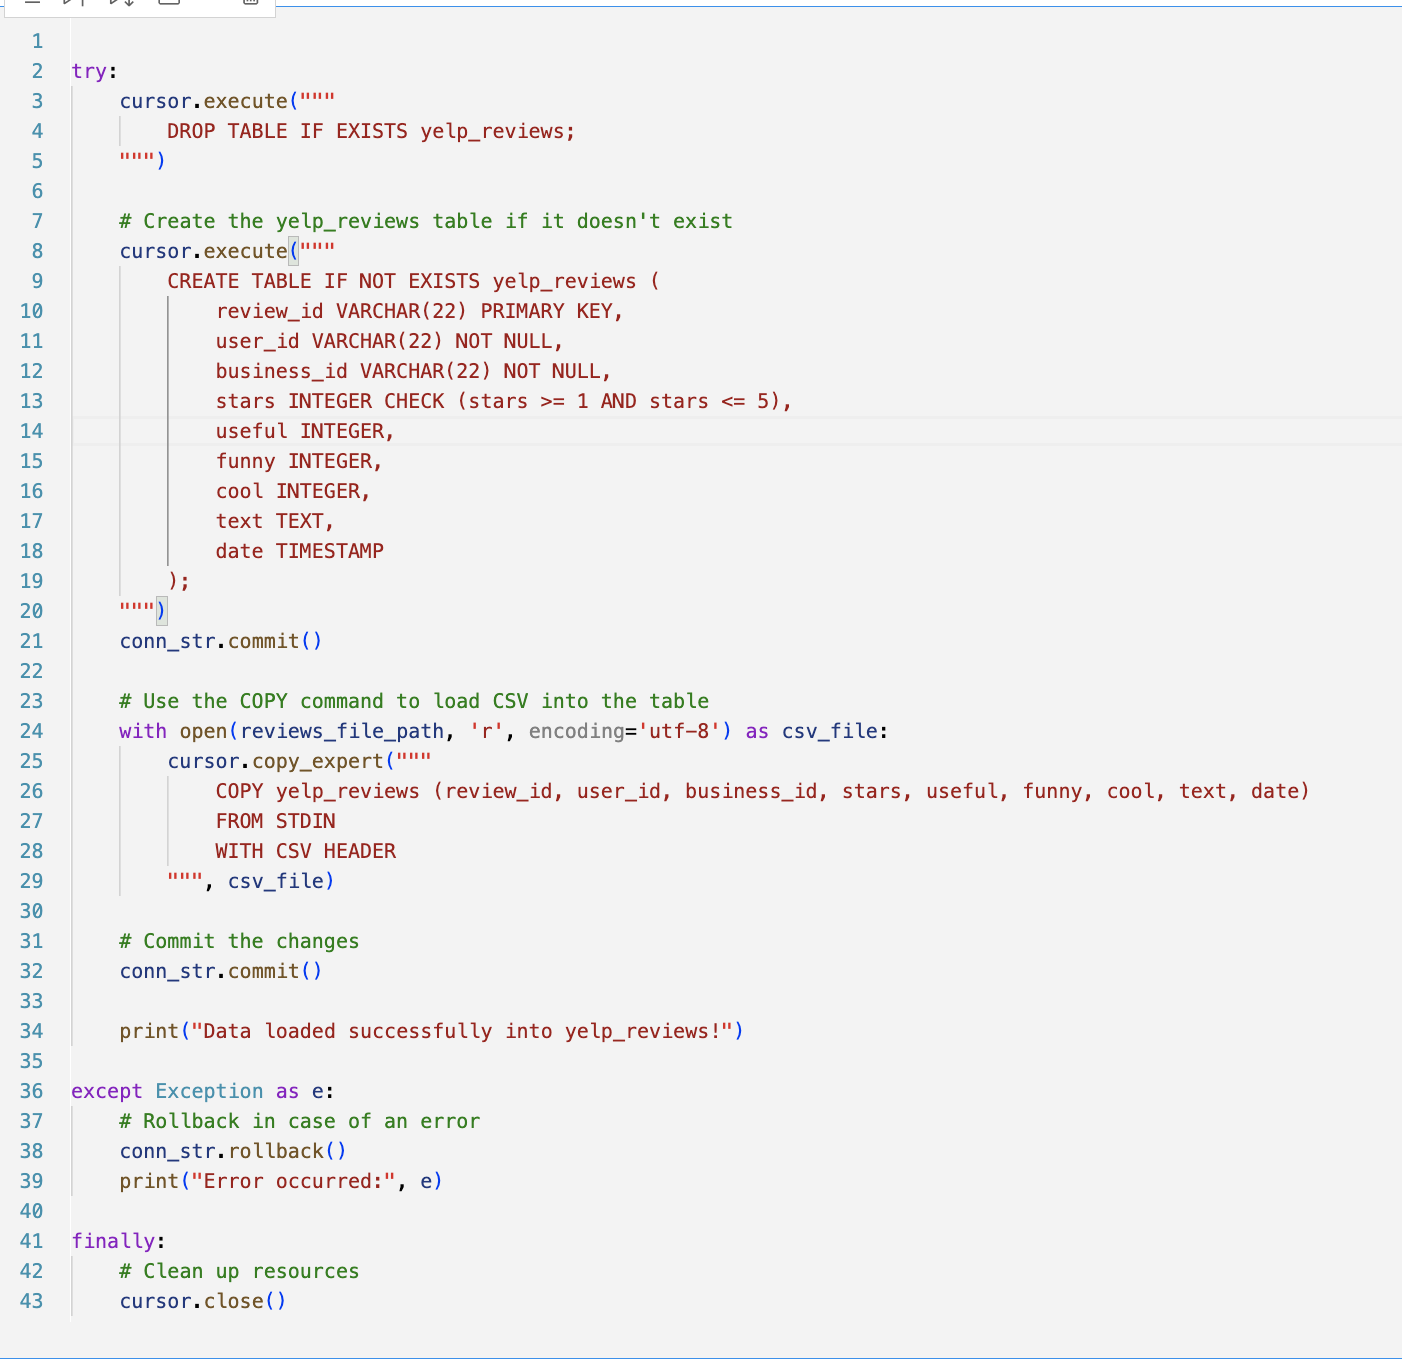 1
2 try:
3     cursor.execute("""
4         DROP TABLE IF EXISTS yelp_reviews;
5     """)
6
7     # Create the yelp_reviews table if it doesn't exist
8     cursor.execute("""
9         CREATE TABLE IF NOT EXISTS yelp_reviews (
10             review_id VARCHAR(22) PRIMARY KEY,
11             user_id VARCHAR(22) NOT NULL,
12             business_id VARCHAR(22) NOT NULL,
13             stars INTEGER CHECK (stars >= 1 AND stars <= 5),
14             useful INTEGER,
15             funny INTEGER,
16             cool INTEGER,
17             text TEXT,
18             date TIMESTAMP
19         );
20     """)
21     conn_str.commit()
22
23     # Use the COPY command to load CSV into the table
24     with open(reviews_file_path, 'r', encoding='utf-8') as csv_file:
25         cursor.copy_expert("""
26             COPY yelp_reviews (review_id, user_id, business_id, stars, useful, funny, cool, text, date)
27             FROM STDIN
28             WITH CSV HEADER
29         """, csv_file)
30
31     # Commit the changes
32     conn_str.commit()
33
34     print("Data loaded successfully into yelp_reviews!")
35
36 except Exception as e:
37     # Rollback in case of an error
38     conn_str.rollback()
39     print("Error occurred:", e)
40
41 finally:
42     # Clean up resources
43     cursor.close()